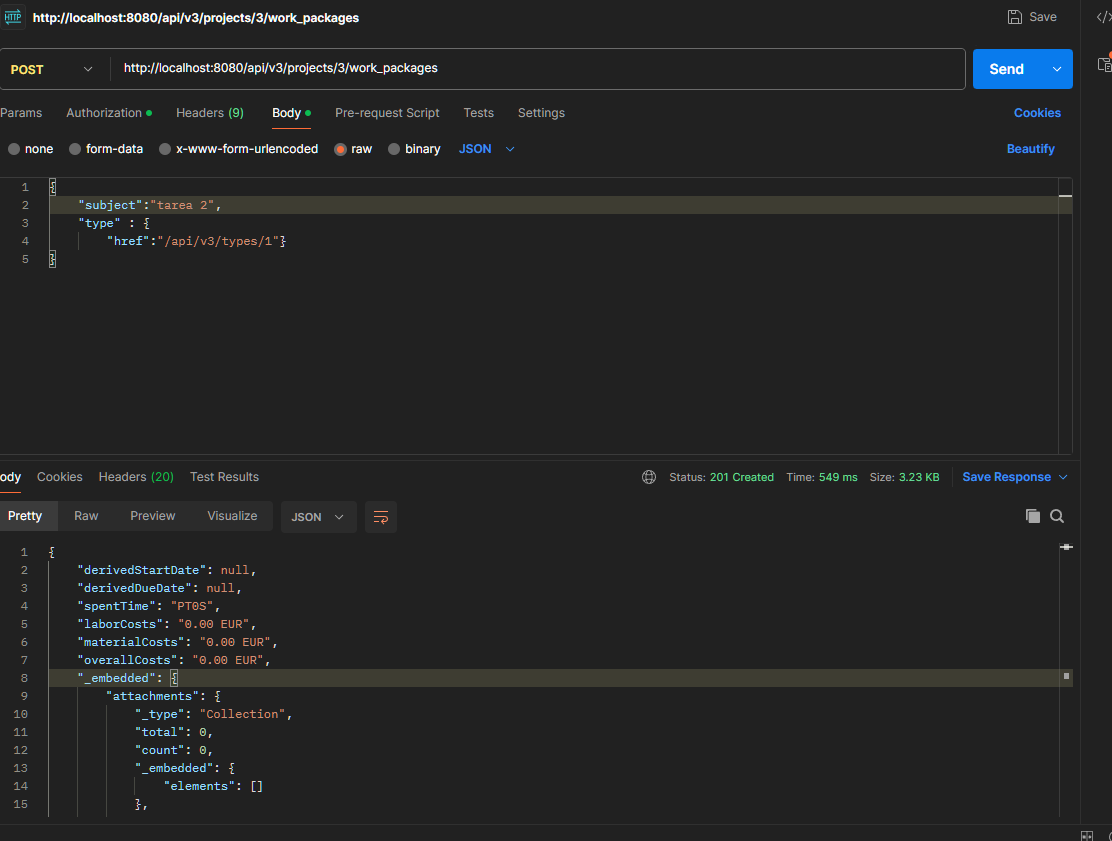 HTTP http://localhost:8080/api/v3/projects/3/work_packages Save </>
POST http://localhost:8080/api/v3/projects/3/work_packages Send
Params Authorization Headers (9) Body Pre-request Script Tests Settings Cookies
none form-data x-www-form-urlencoded raw binary JSON Beautify
1 {
2 "subject":"tarea 2",
3 "type" : {
4 "href":"/api/v3/types/1"}
5 }
ody Cookies Headers (20) Test Results Status: 201 Created Time: 549 ms Size: 3.23 KB Save Response
Pretty Raw Preview Visualize JSON
1 {
2 "derivedStartDate": null,
3 "derivedDueDate": null,
4 "spentTime": "PT0S",
5 "laborCosts": "0.00 EUR",
6 "materialCosts": "0.00 EUR",
7 "overallCosts": "0.00 EUR",
8 "_embedded": {
9 "attachments": {
10 "_type": "Collection",
11 "total": 0,
12 "count": 0,
13 "_embedded": {
14 "elements": []
15 },